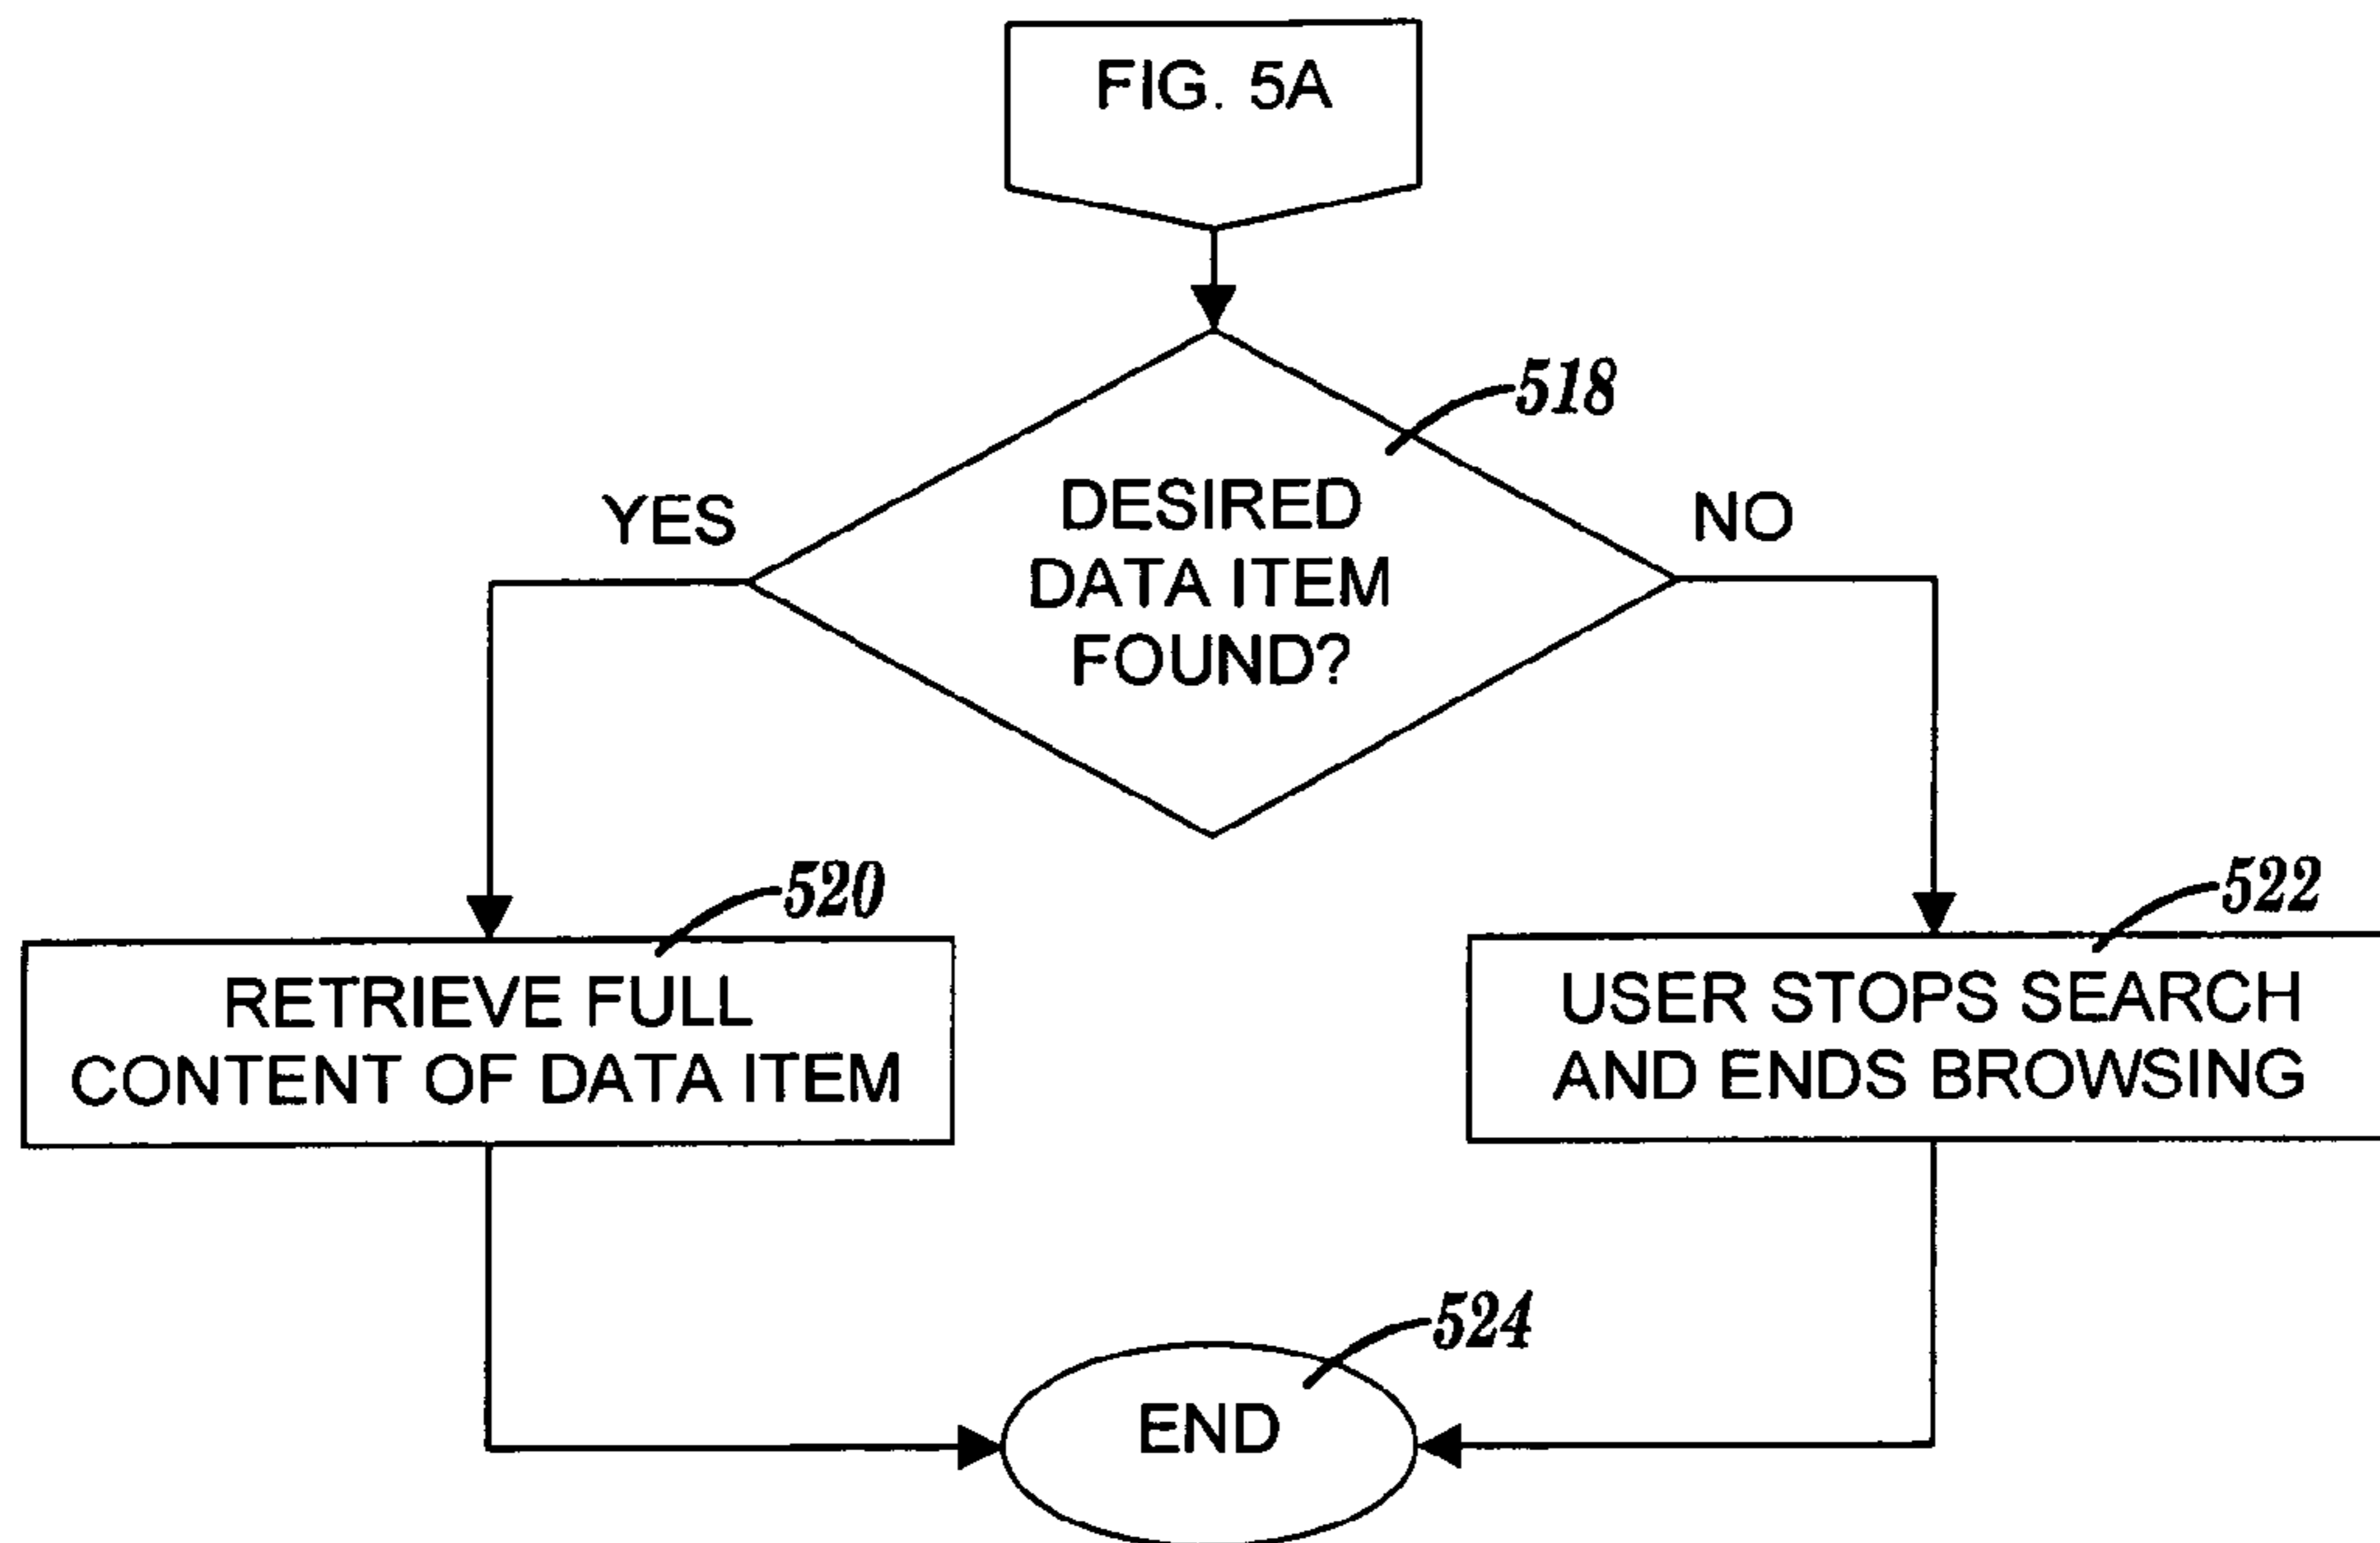 FIG. 5A
518
DESIRED
DATA ITEM
FOUND?
YES
NO
520
RETRIEVE FULL
CONTENT OF DATA ITEM
522
USER STOPS SEARCH
AND ENDS BROWSING
524
END